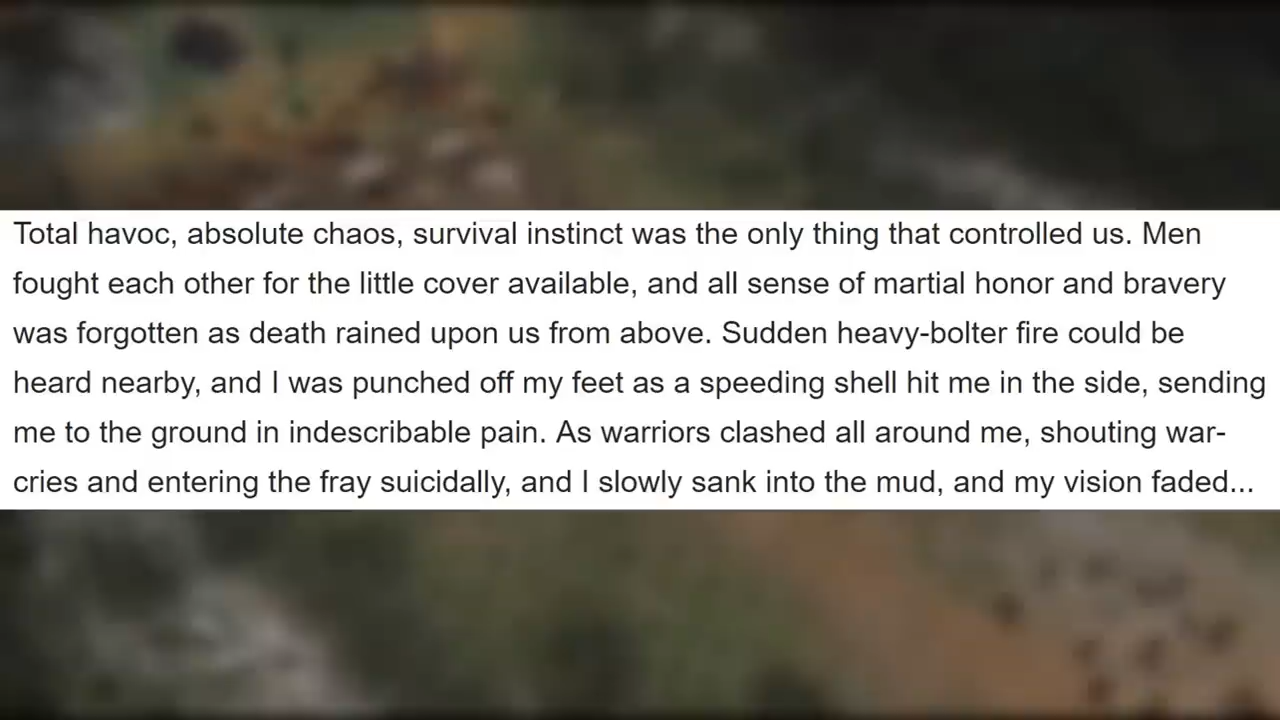 Total havoc, absolute chaos, survival instinct was the only thing that controlled us. Men
fought each other for the little cover available, and all sense of martial honor and bravery
was forgotten as death rained upon us from above. Sudden heavy-bolter fire could be
heard nearby, and I was punched off my feet as a speeding shell hit me in the side, sending
me to the ground in indescribable pain. As warriors clashed all around me, shouting war-
cries and entering the fray suicidally, and I slowly sank into the mud, and my vision faded...